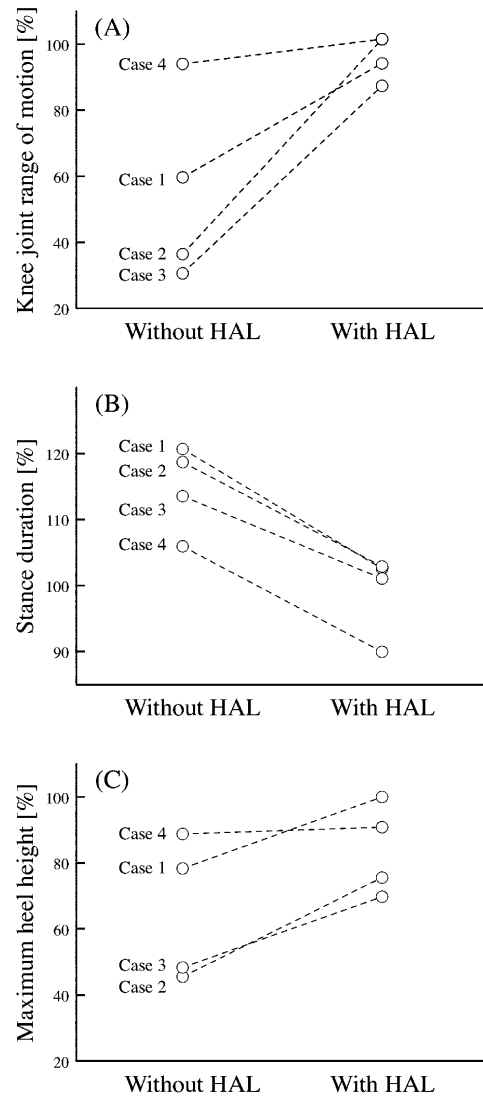 (A)
Knee joint range of motion [%]
100
80
60
40
20
Case 4
Case 1
Case 2
Case 3
Without HAL
With HAL
(B)
Stance duration [%]
120
110
100
90
Case 1
Case 2
Case 3
Case 4
Without HAL
With HAL
(C)
Maximum heel height [%]
100
80
60
40
20
Case 4
Case 1
Case 3
Case 2
Without HAL
With HAL